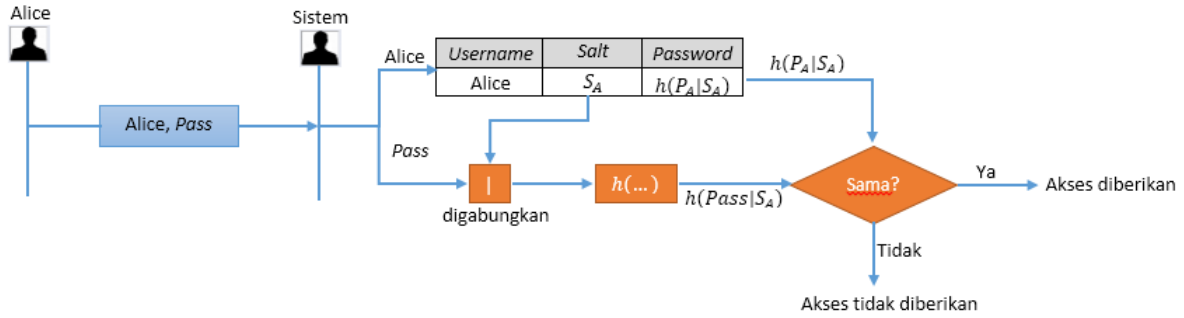 Alice
Sistem
Alice, Pass
Alice
Username Salt Password
Alice S_A h(P_A|S_A)
h(P_A|S_A)
Pass
|
digabungkan
h(...)
h(Pass|S_A)
Sama?
Ya
Akses diberikan
Tidak
Akses tidak diberikan